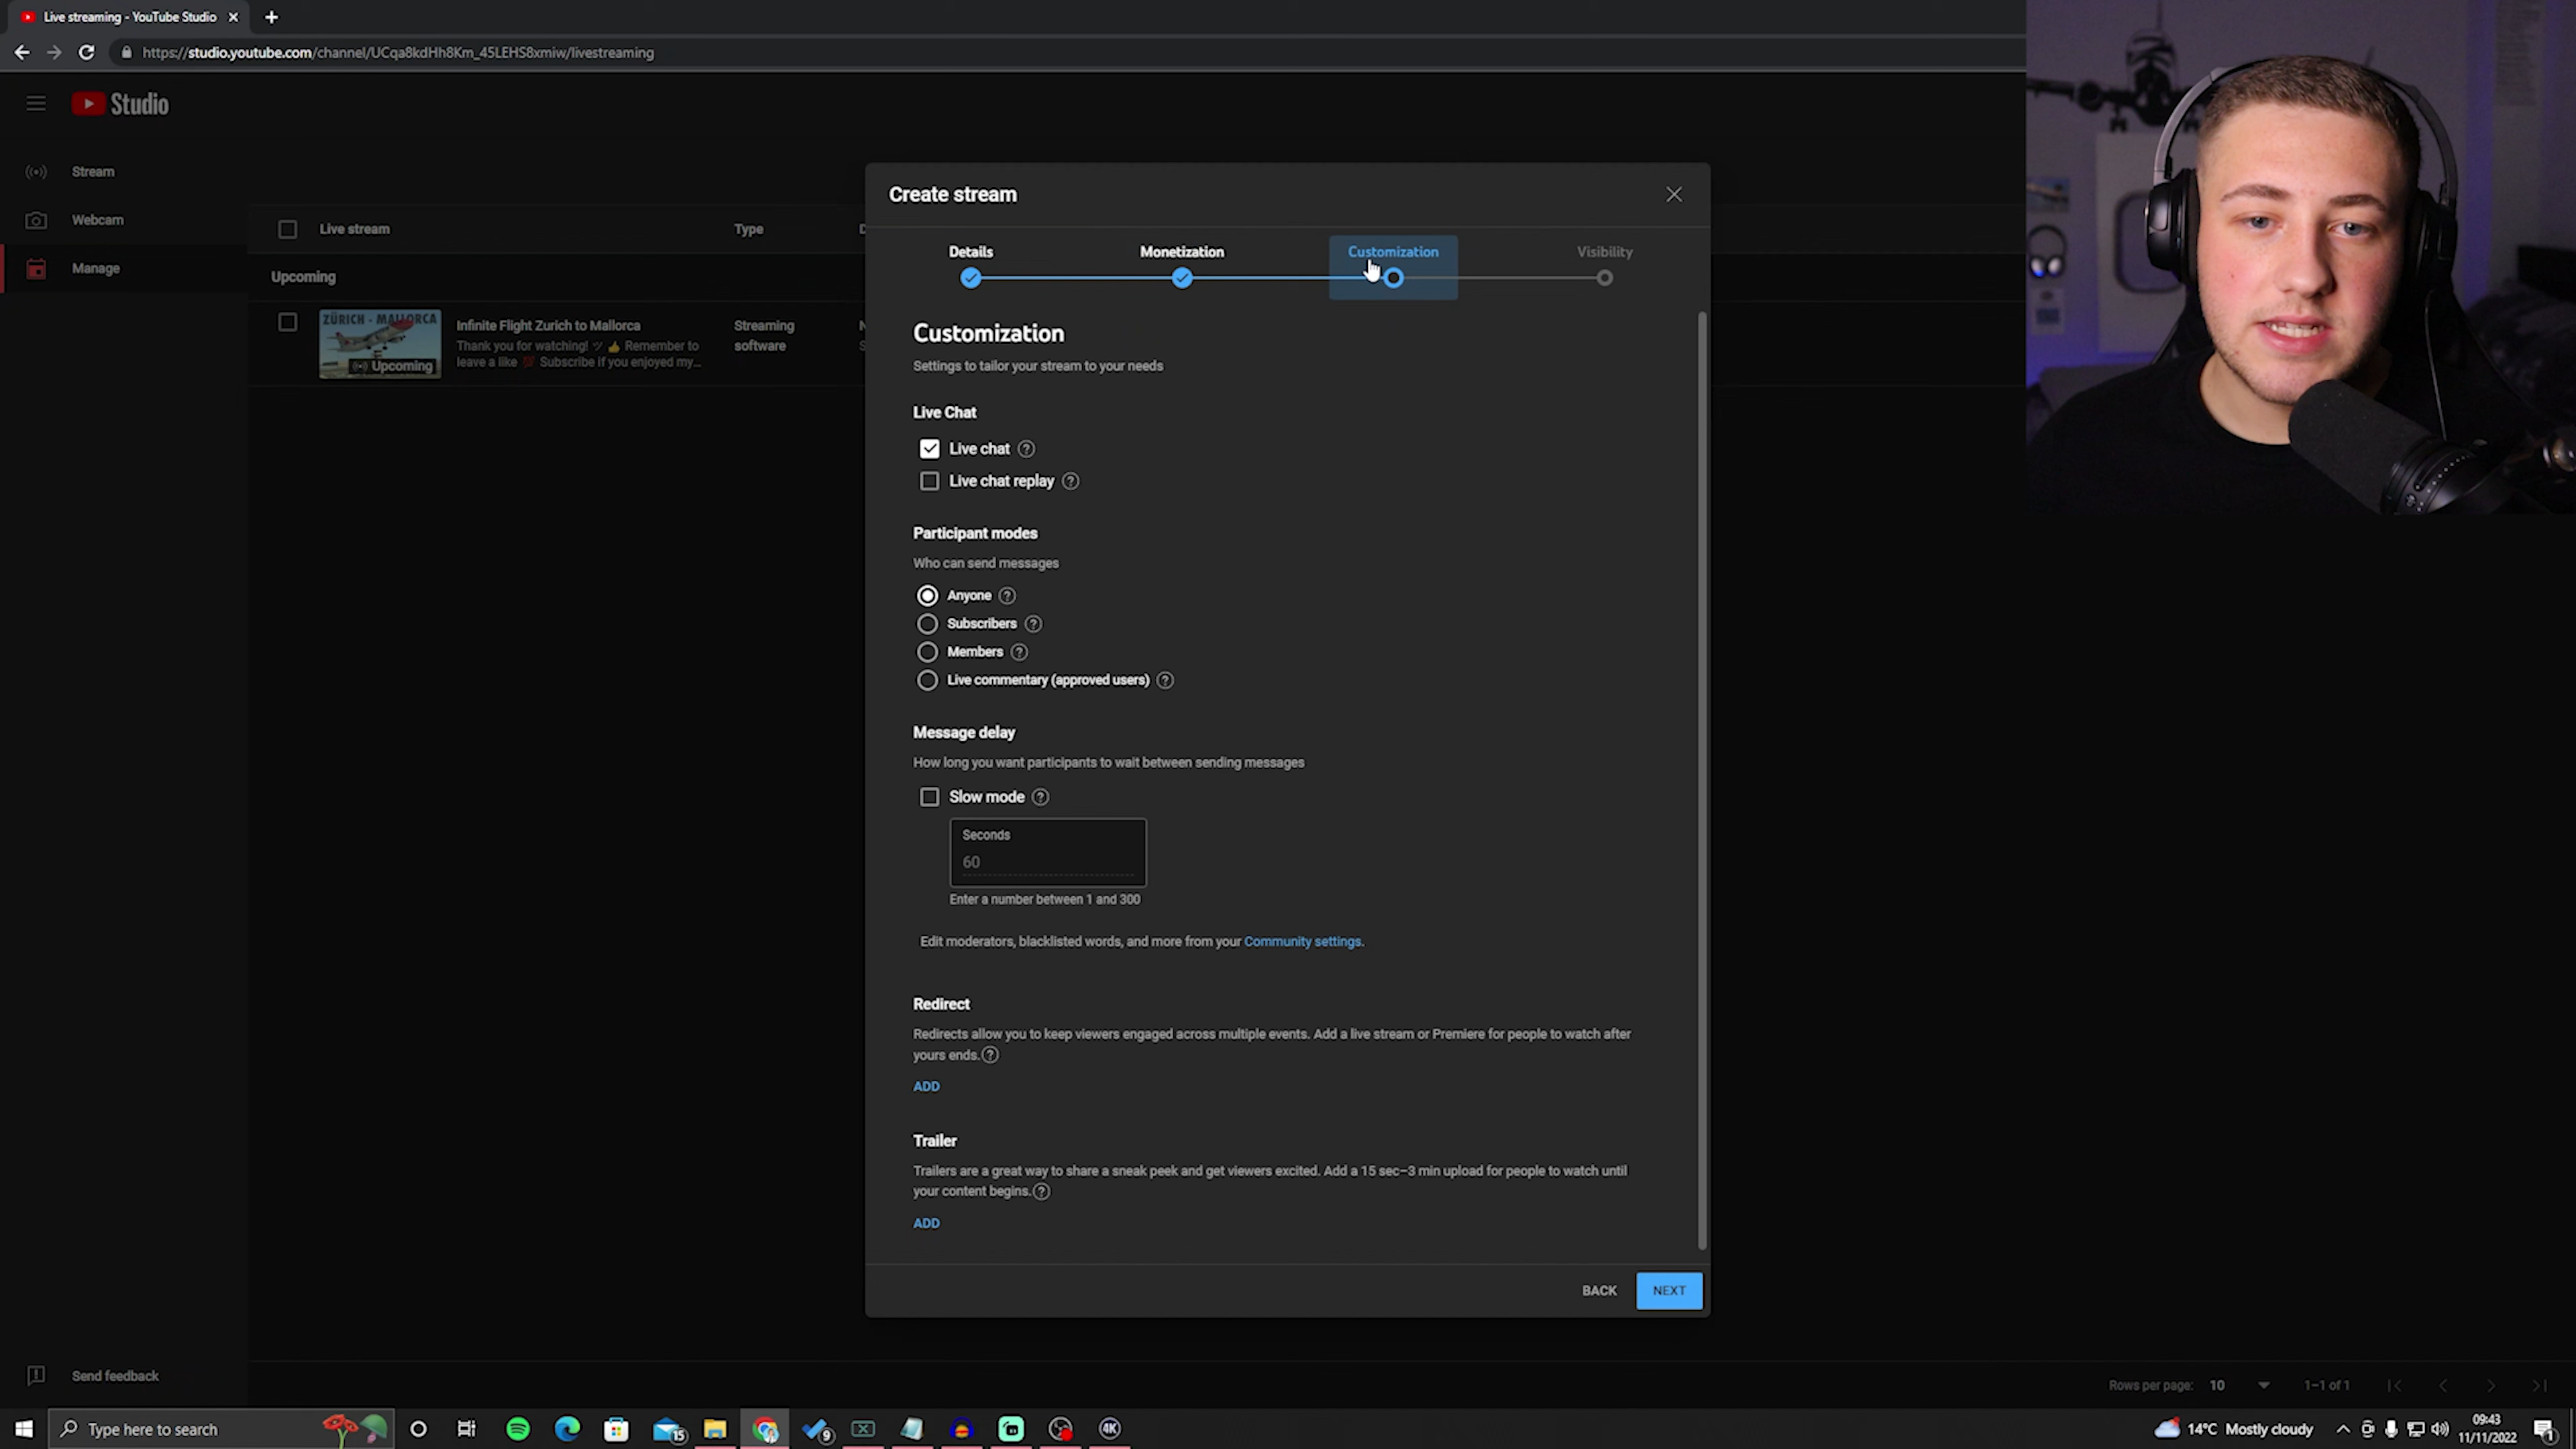 Live streaming - YouTube Studio
https://studio.youtube.com/channel/UCqa8kdHh8Km_45LEHS8xmiw/livestreaming
Studio
Stream
Webcam
Manage
Live stream
Type
Upcoming
ZÜRICH - MALLORCA
Upcoming
Infinite Flight Zurich to Mallorca
Thank you for watching! ツ 👍 Remember to
leave a like 💯 Subscribe if you enjoyed my...
Streaming
software
Create stream
Details
Monetization
Customization
Visibility
Customization
Settings to tailor your stream to your needs
Live Chat
Live chat
Live chat replay
Participant modes
Who can send messages
Anyone
Subscribers
Members
Live commentary (approved users)
Message delay
How long you want participants to wait between sending messages
Slow mode
Seconds
60
Enter a number between 1 and 300
Edit moderators, blacklisted words, and more from your Community settings.
Redirect
Redirects allow you to keep viewers engaged across multiple events. Add a live stream or Premiere for people to watch after
yours ends.
ADD
Trailer
Trailers are a great way to share a sneak peek and get viewers excited. Add a 15 sec–3 min upload for people to watch until
your content begins.
ADD
BACK
NEXT
Send feedback
Rows per page: 10
1–1 of 1
Type here to search
15
9
4K
14°C Mostly cloudy
09:43
11/11/2022
1